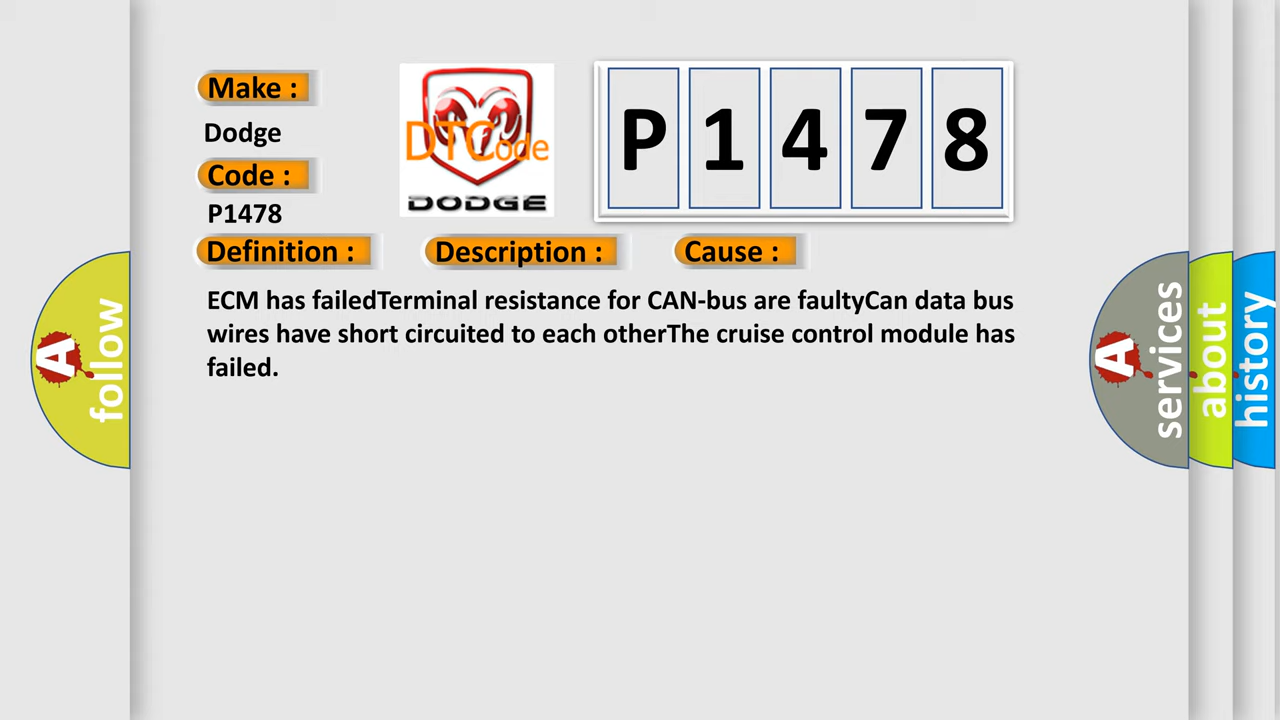 Make :
Dodge
Code :
P1478
DTCode
DODGE
P 1 4 7 8
Definition :
Description :
Cause :
ECM has failedTerminal resistance for CAN-bus are faultyCan data bus
wires have short circuited to each otherThe cruise control module has
failed.
A follow
A services
about
history